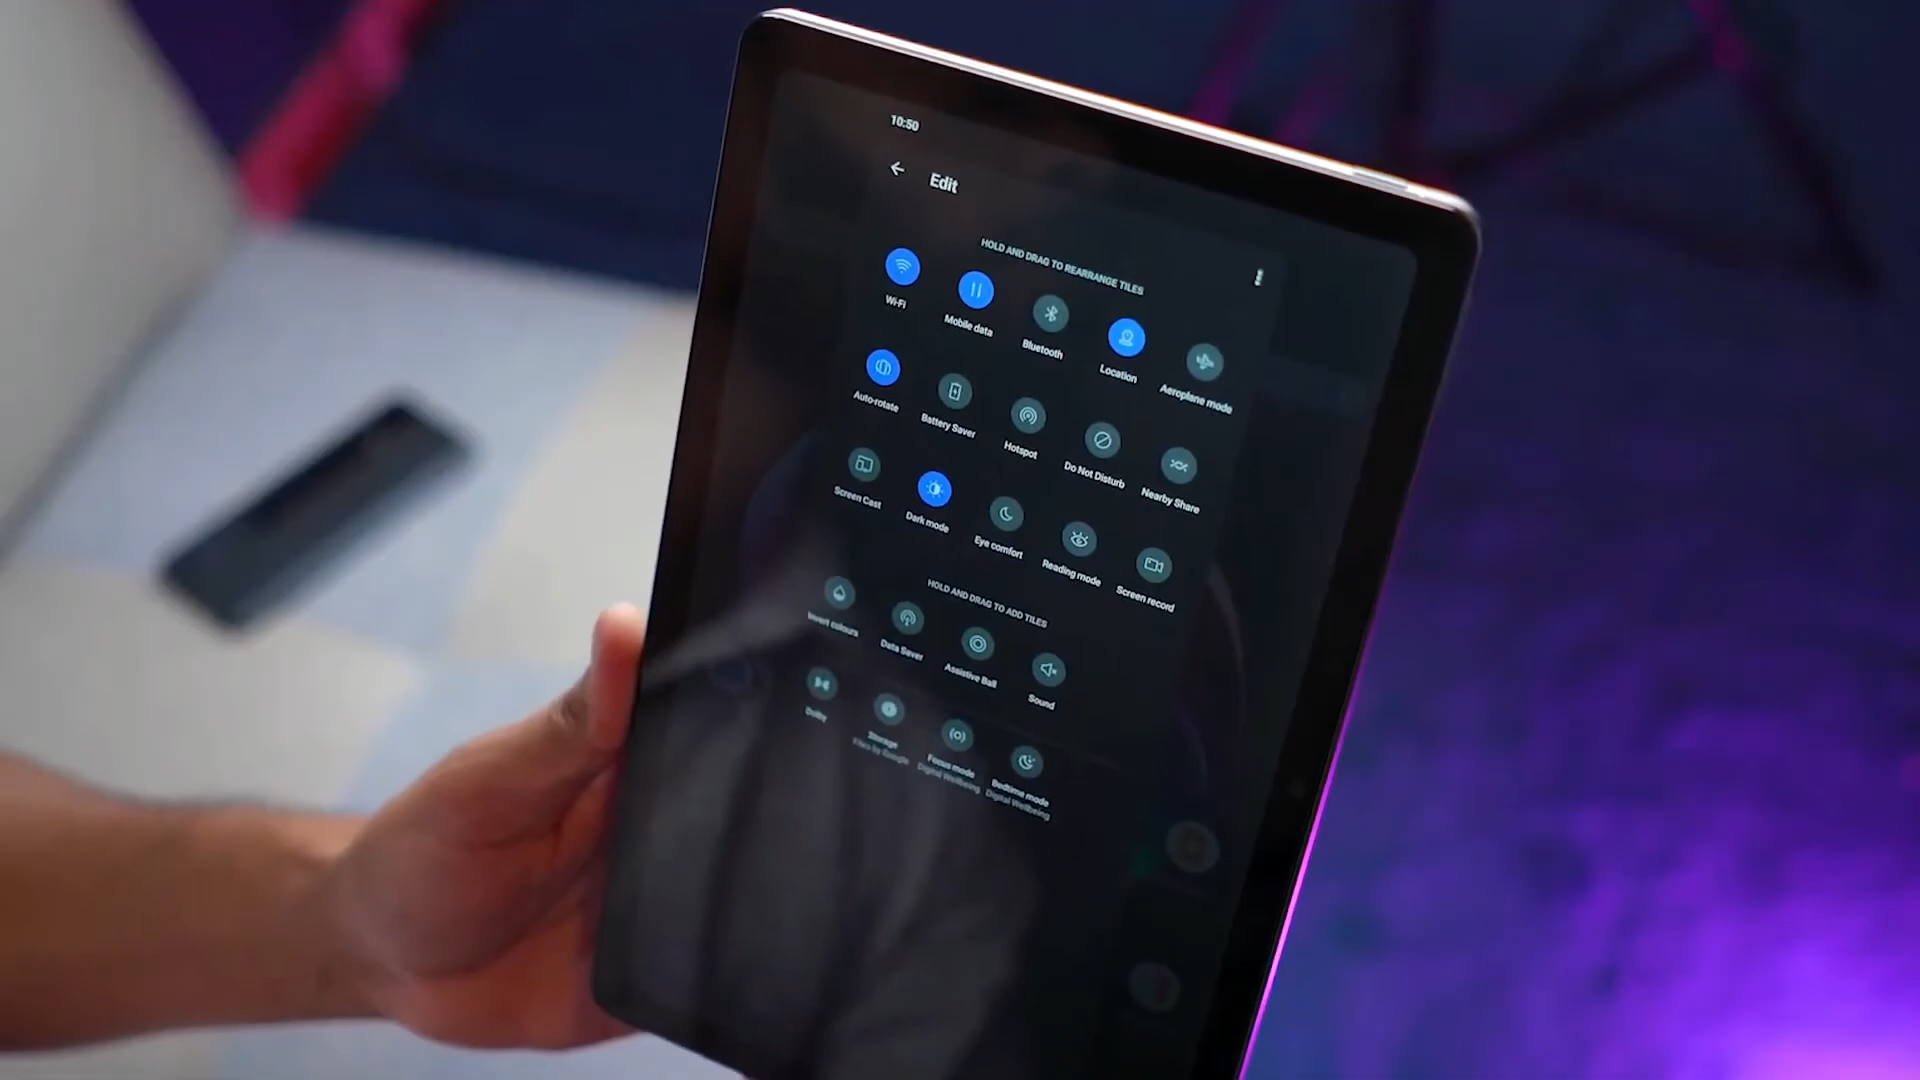 10:50
Edit
HOLD AND DRAG TO REARRANGE TILES
Wi-Fi
Mobile data
Bluetooth
Location
Aeroplane mode
Auto-rotate
Battery Saver
Hotspot
Do Not Disturb
Nearby Share
Screen Cast
Dark mode
Eye comfort
Reading mode
Screen record
HOLD AND DRAG TO ADD TILES
Invert colours
Data Saver
Assistive Ball
Sound
Dolby
Storage
Files by Google
Focus mode
Digital Wellbeing
Bedtime mode
Digital Wellbeing